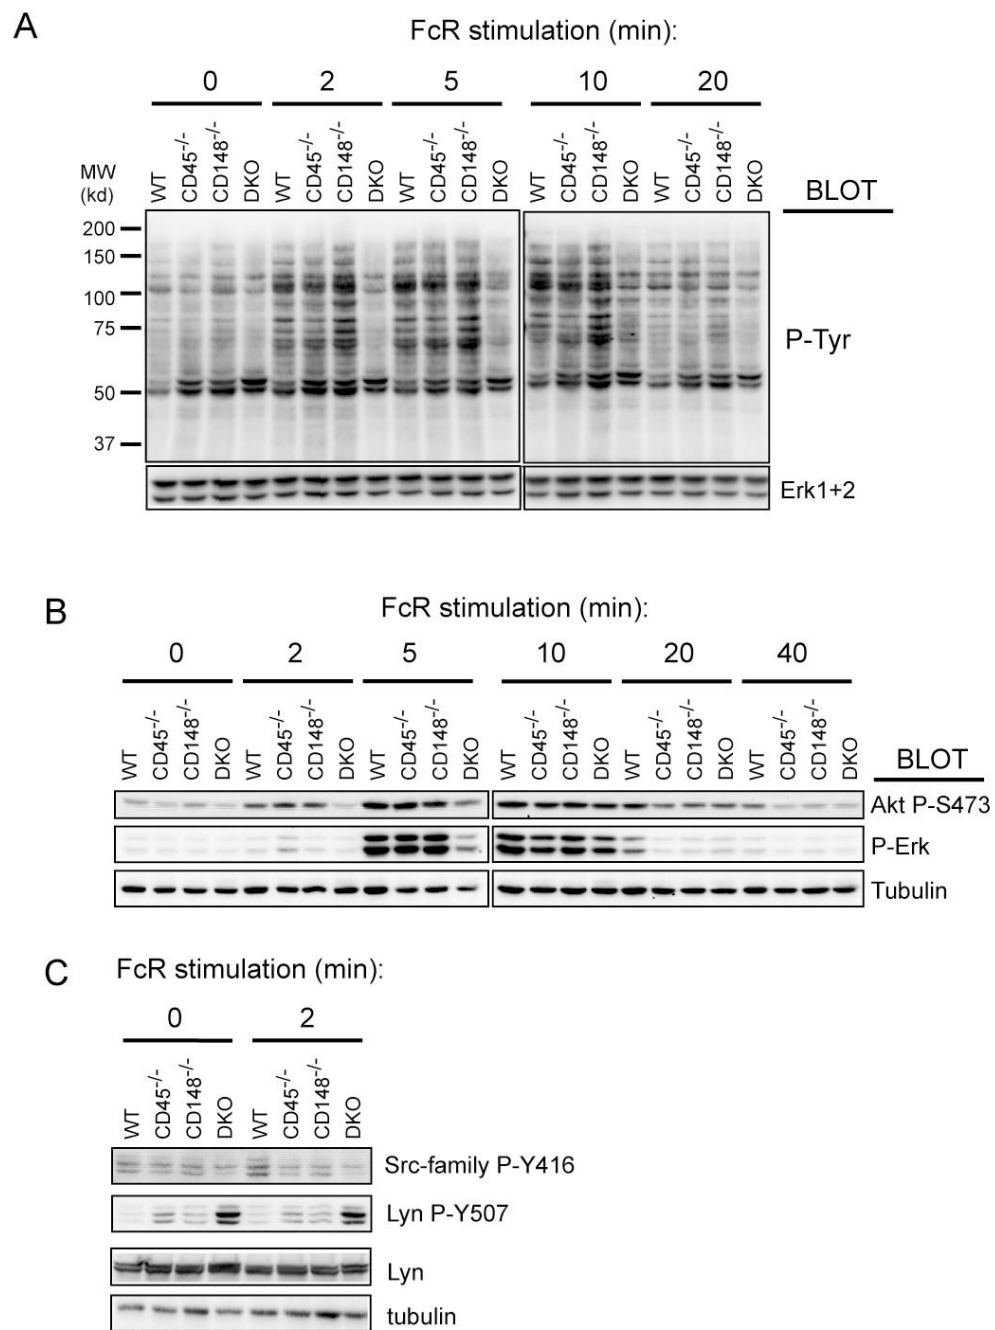 A
FcR stimulation (min):
0 2 5 10 20
WT CD45-/- CD148-/- DKO WT CD45-/- CD148-/- DKO WT CD45-/- CD148-/- DKO WT CD45-/- CD148-/- DKO WT CD45-/- CD148-/- DKO
MW
(kd)
BLOT
200
150
100
75
50
37
P-Tyr
Erk1+2
B
FcR stimulation (min):
0 2 5 10 20 40
WT CD45-/- CD148-/- DKO WT CD45-/- CD148-/- DKO WT CD45-/- CD148-/- DKO WT CD45-/- CD148-/- DKO WT CD45-/- CD148-/- DKO WT CD45-/- CD148-/- DKO
BLOT
Akt P-S473
P-Erk
Tubulin
C
FcR stimulation (min):
0 2
WT CD45-/- CD148-/- DKO WT CD45-/- CD148-/- DKO
Src-family P-Y416
Lyn P-Y507
Lyn
tubulin